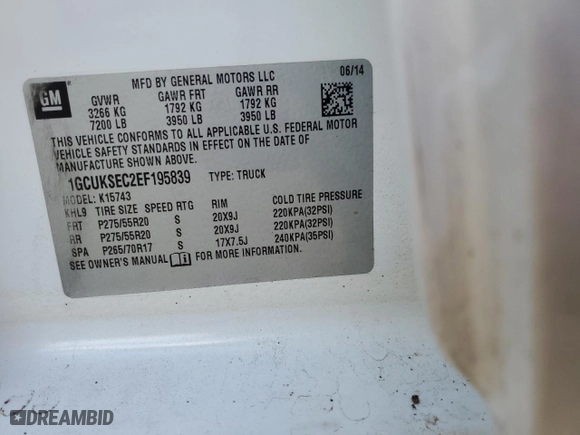 GM
MFD BY GENERAL MOTORS LLC 06/14
GVWR GAWR FRT GAWR RR
3266 KG 1792 KG 1792 KG
7200 LB 3950 LB 3950 LB
THIS VEHICLE CONFORMS TO ALL APPLICABLE U.S. FEDERAL MOTOR
VEHICLE SAFETY STANDARDS IN EFFECT ON THE DATE OF
MANUFACTURE SHOWN ABOVE.
1GCUKSEC2EF195839 TYPE: TRUCK
MODEL: K15743
KHL9 TIRE SIZE SPEED RTG RIM COLD TIRE PRESSURE
FRT P275/55R20 S 20X9J 220KPA(32PSI)
RR P275/55R20 S 20X9J 220KPA(32PSI)
SPA P265/70R17 S 17X7.5J 240KPA(35PSI)
SEE OWNER'S MANUAL FOR MORE INFORMATION
DREAMBID